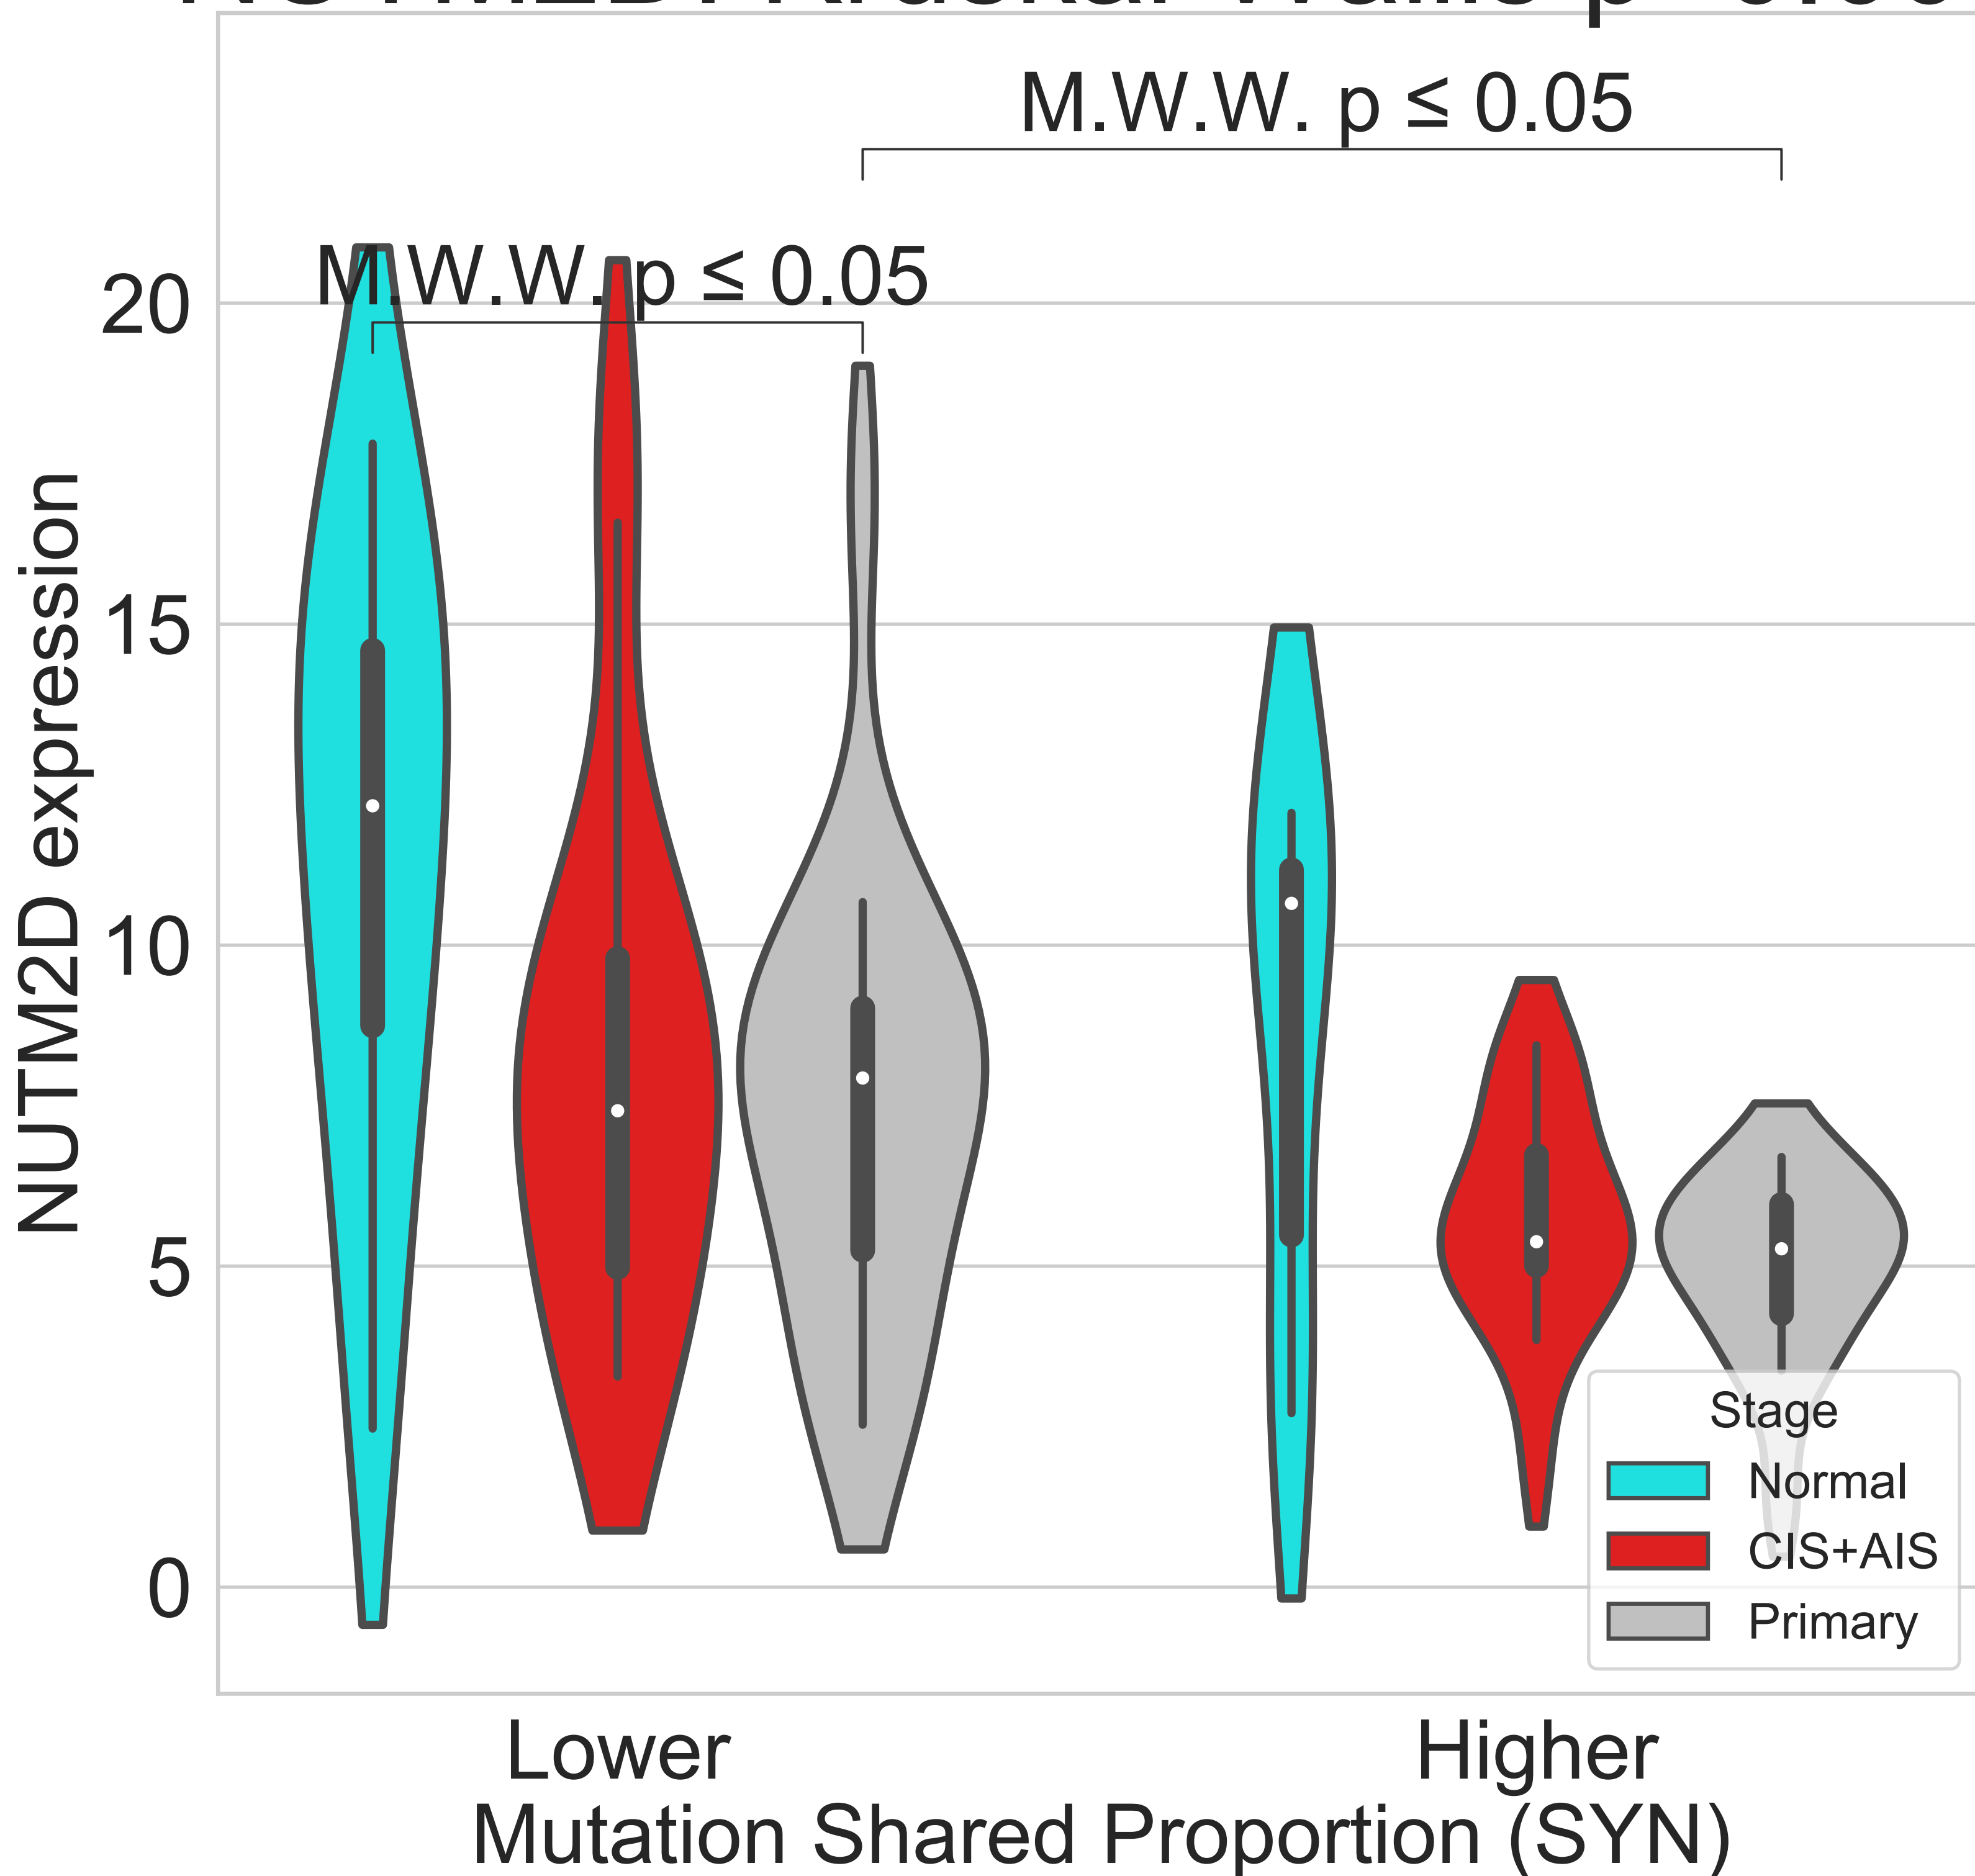 M.W.W. p ≤ 0.05
M.W.W. p ≤ 0.05
20
15
10
5
0
NUTM2D expression
Stage
Normal
CIS+AIS
Primary
Lower
Higher
Mutation Shared Proportion (SYN)